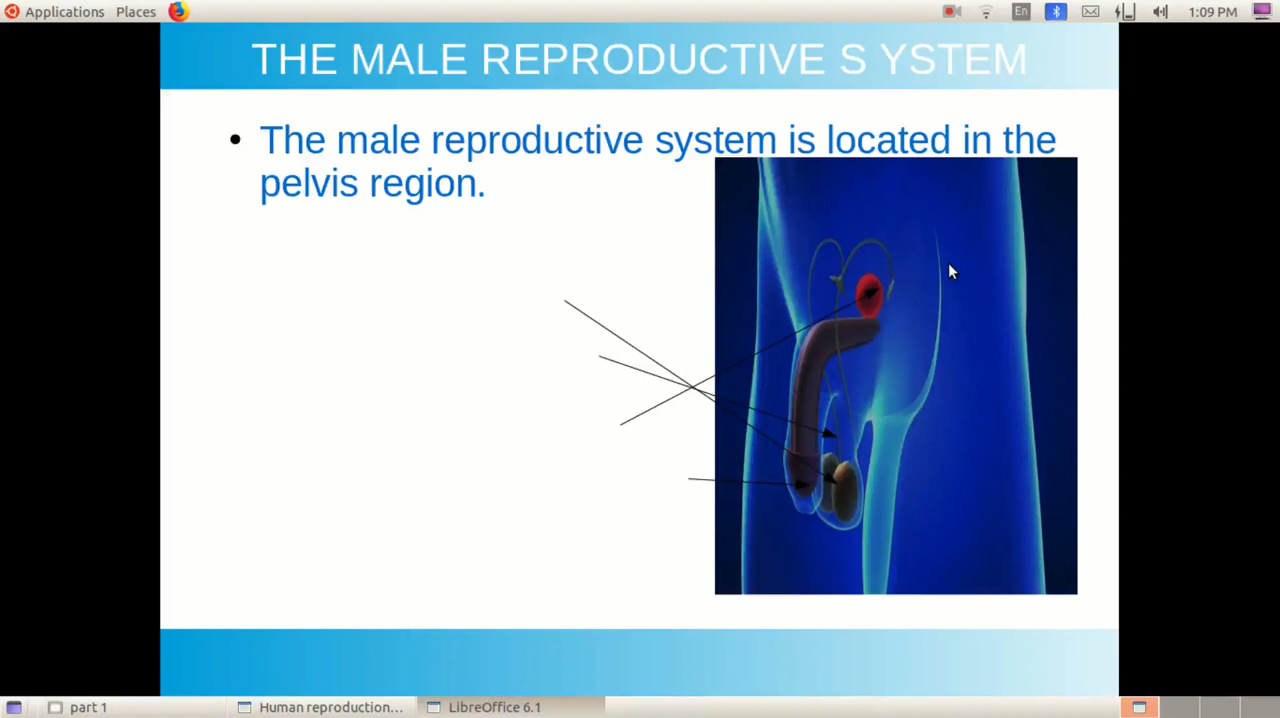 Applications Places En 1:09 PM
THE MALE REPRODUCTIVE S YSTEM
• The male reproductive system is located in the
pelvis region.
part 1 Human reproduction... LibreOffice 6.1